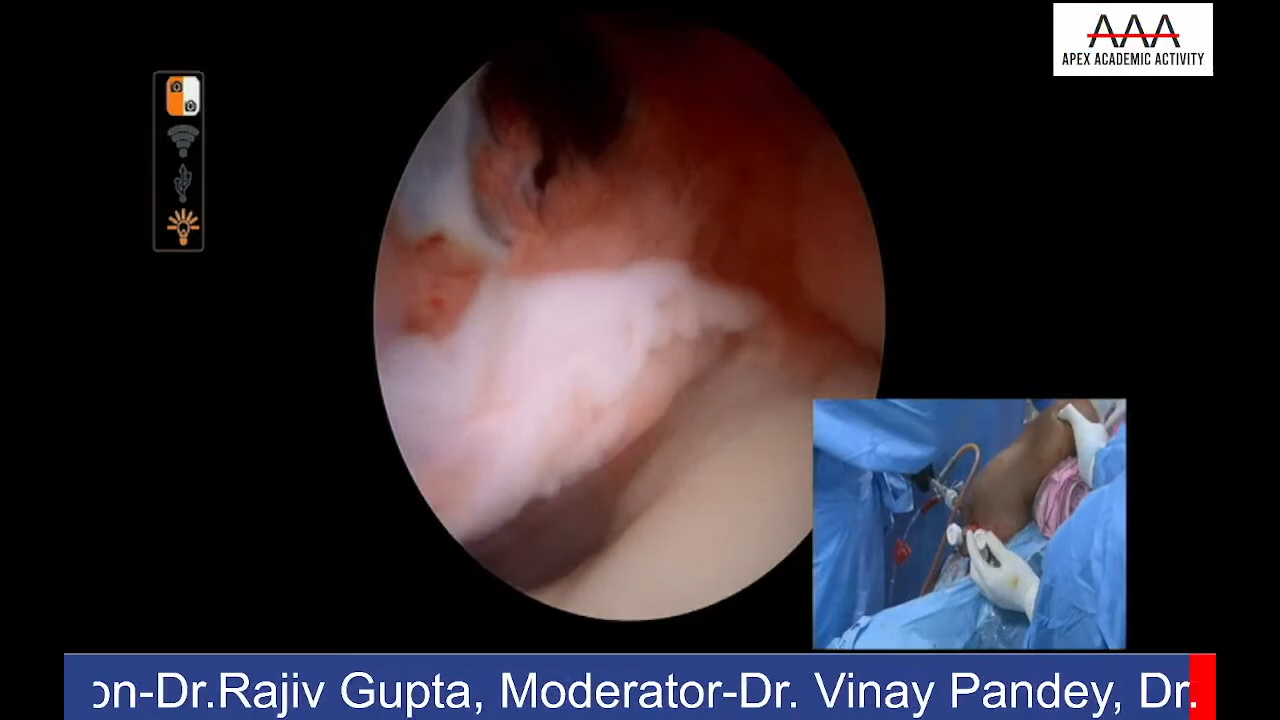 AAA
APEX ACADEMIC ACTIVITY
on-Dr.Rajiv Gupta, Moderator-Dr. Vinay Pandey, Dr.